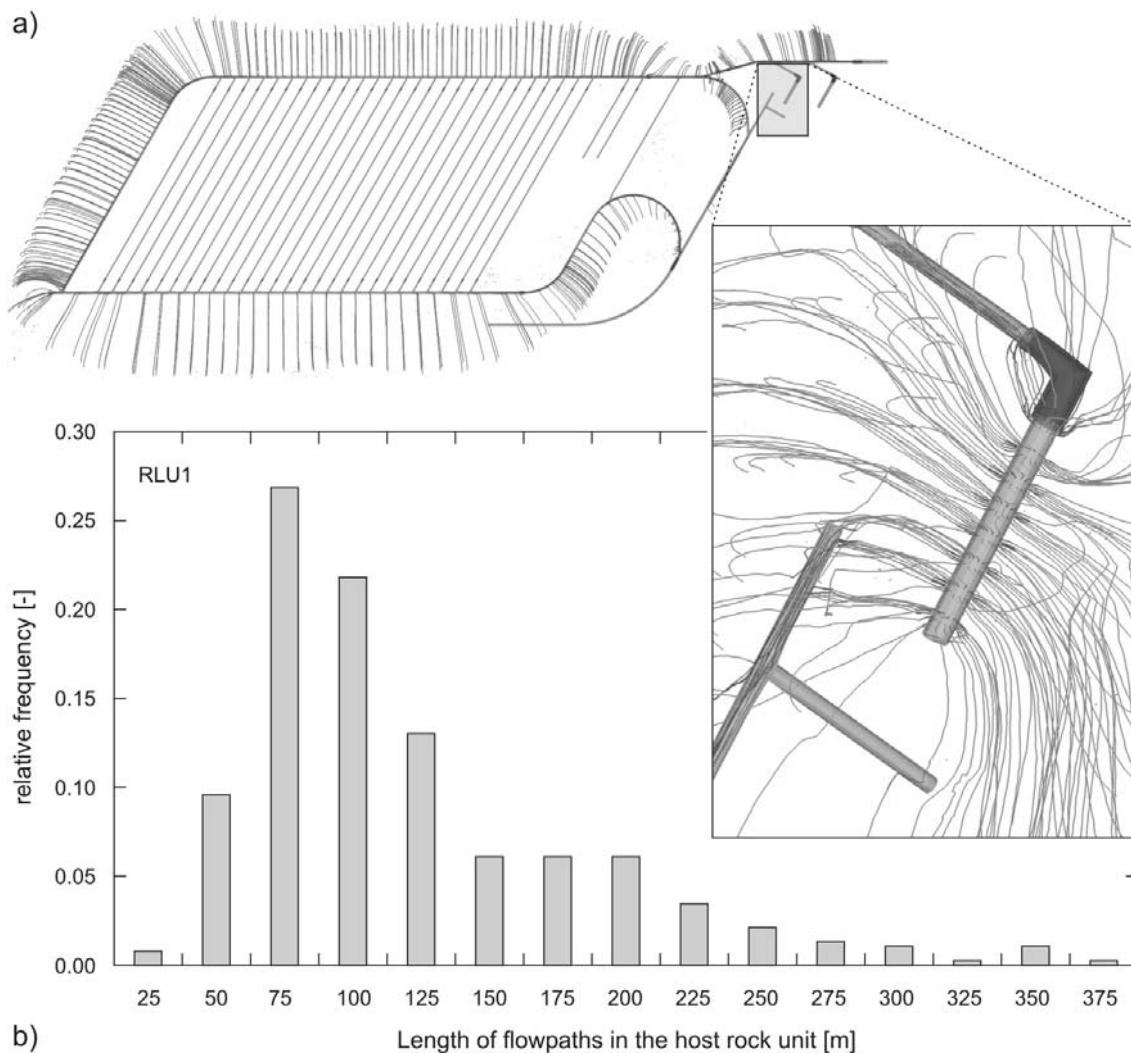 a)
0.30
RLU1
0.25
0.20
0.15
0.10
0.05
0.00
relative frequency [-]
25 50 75 100 125 150 175 200 225 250 275 300 325 350 375
b)
Length of flowpaths in the host rock unit [m]